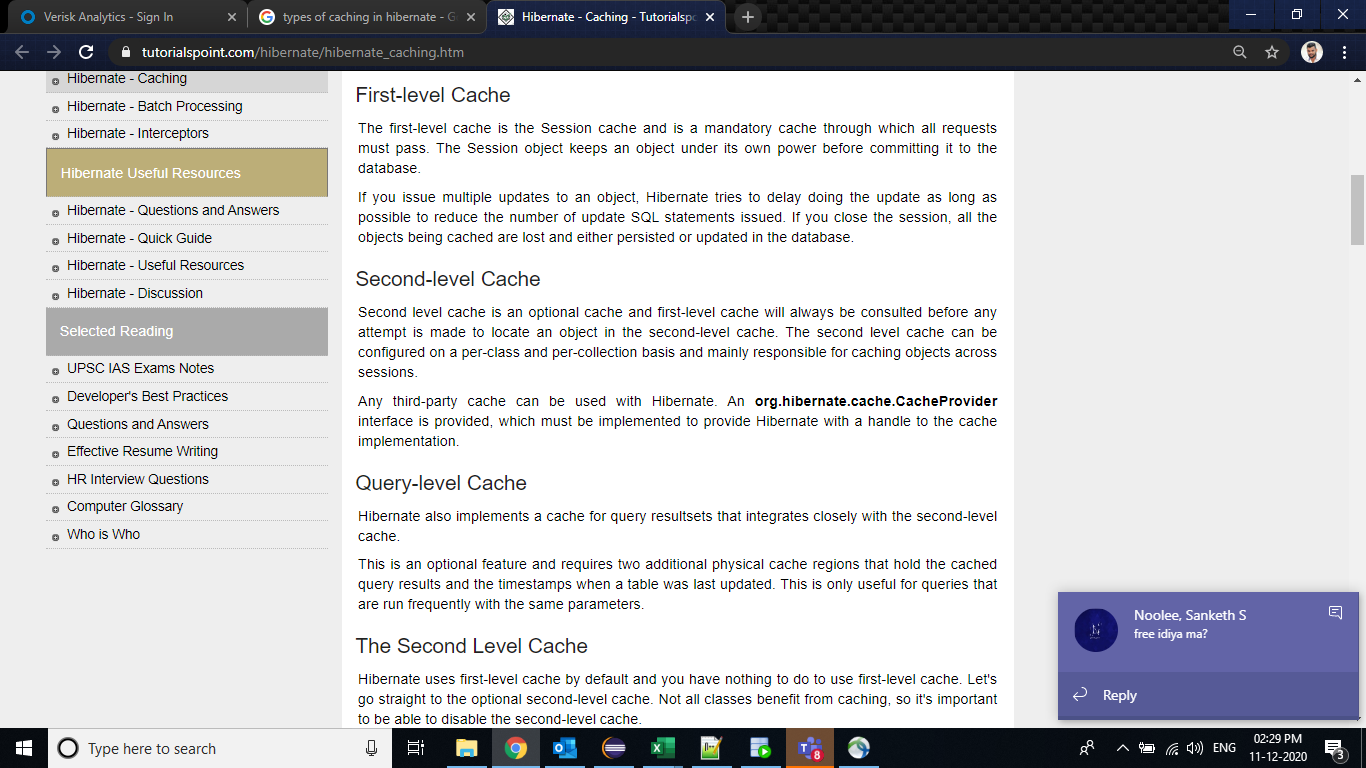 Verisk Analytics - Sign In
types of caching in hibernate - G
Hibernate - Caching - Tutorialspo
tutorialspoint.com/hibernate/hibernate_caching.htm
Hibernate - Caching
Hibernate - Batch Processing
Hibernate - Interceptors
Hibernate Useful Resources
Hibernate - Questions and Answers
Hibernate - Quick Guide
Hibernate - Useful Resources
Hibernate - Discussion
Selected Reading
UPSC IAS Exams Notes
Developer's Best Practices
Questions and Answers
Effective Resume Writing
HR Interview Questions
Computer Glossary
Who is Who
First-level Cache
The first-level cache is the Session cache and is a mandatory cache through which all requests
must pass. The Session object keeps an object under its own power before committing it to the
database.
If you issue multiple updates to an object, Hibernate tries to delay doing the update as long as
possible to reduce the number of update SQL statements issued. If you close the session, all the
objects being cached are lost and either persisted or updated in the database.
Second-level Cache
Second level cache is an optional cache and first-level cache will always be consulted before any
attempt is made to locate an object in the second-level cache. The second level cache can be
configured on a per-class and per-collection basis and mainly responsible for caching objects across
sessions.
Any third-party cache can be used with Hibernate. An org.hibernate.cache.CacheProvider
interface is provided, which must be implemented to provide Hibernate with a handle to the cache
implementation.
Query-level Cache
Hibernate also implements a cache for query resultsets that integrates closely with the second-level
cache.
This is an optional feature and requires two additional physical cache regions that hold the cached
query results and the timestamps when a table was last updated. This is only useful for queries that
are run frequently with the same parameters.
The Second Level Cache
Hibernate uses first-level cache by default and you have nothing to do to use first-level cache. Let's
go straight to the optional second-level cache. Not all classes benefit from caching, so it's important
to be able to disable the second-level cache.
Noolee, Sanketh S
free idiya ma?
Reply
Type here to search
8
ENG
02:29 PM
11-12-2020
3